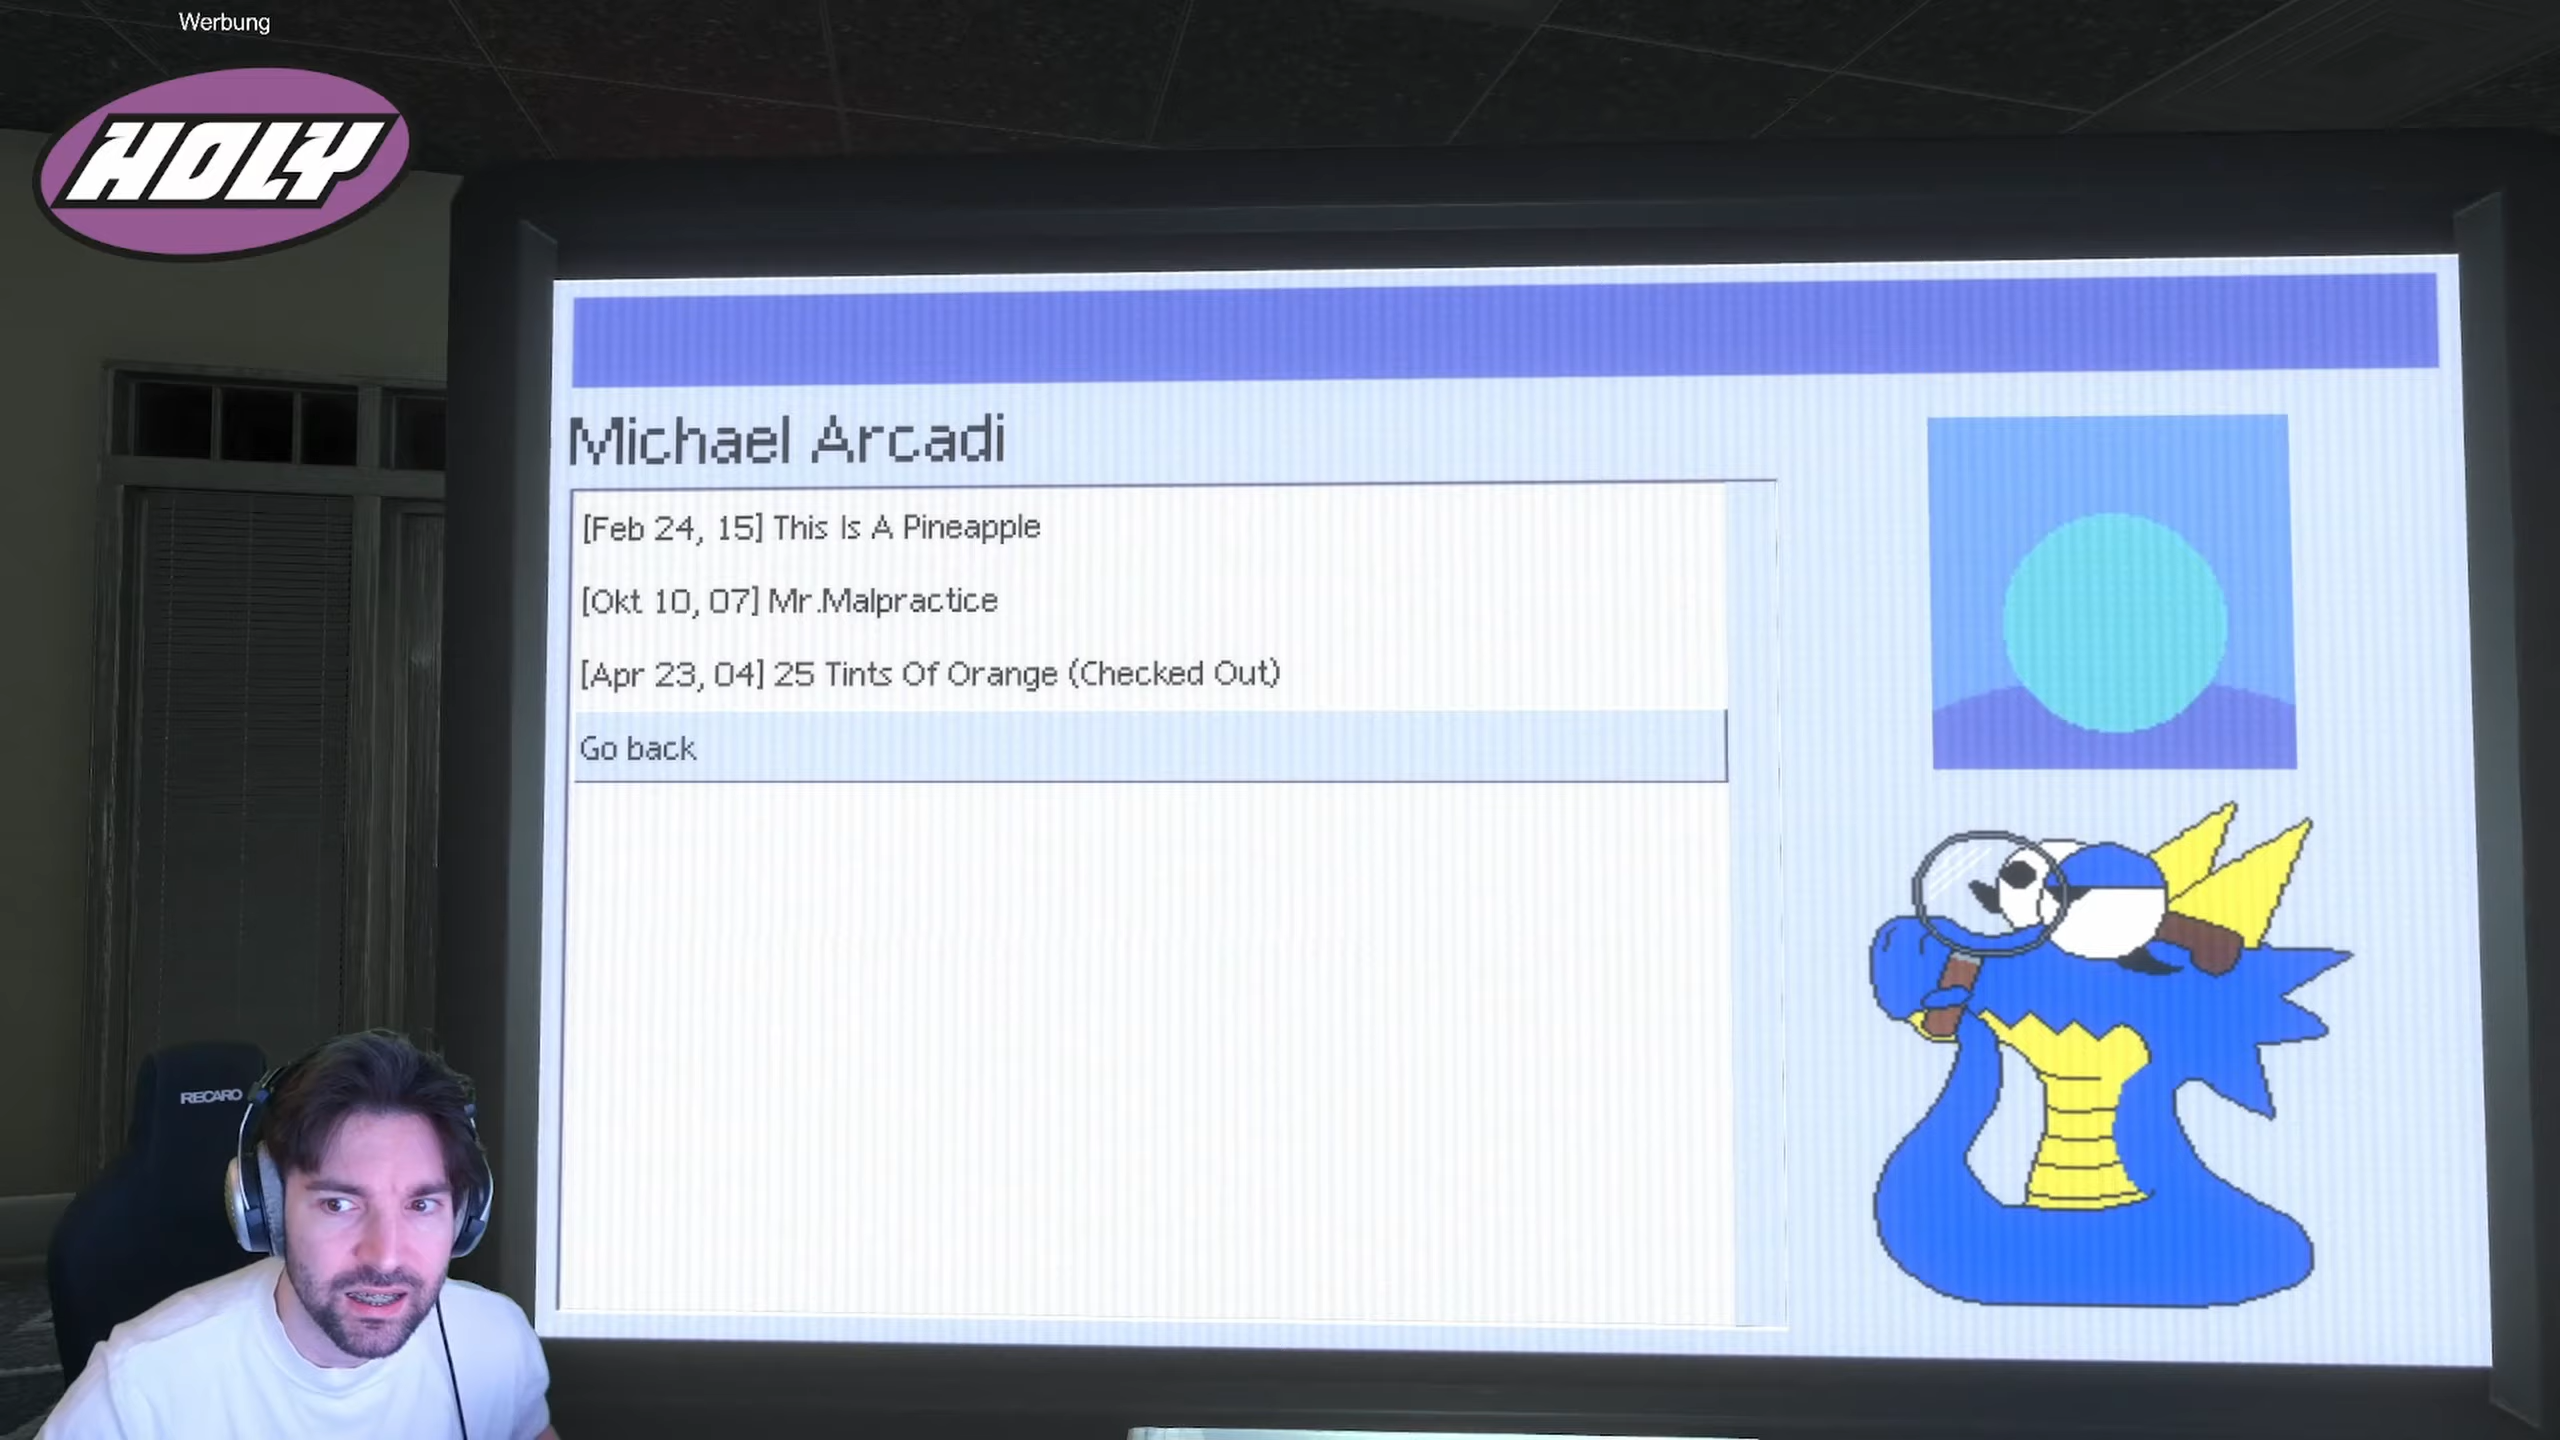 Werbung
HOLY
Michael Arcadi
[Feb 24, 15] This Is A Pineapple
[Okt 10, 07] Mr.Malpractice
[Apr 23, 04] 25 Tints Of Orange (Checked Out)
Go back
RECARO